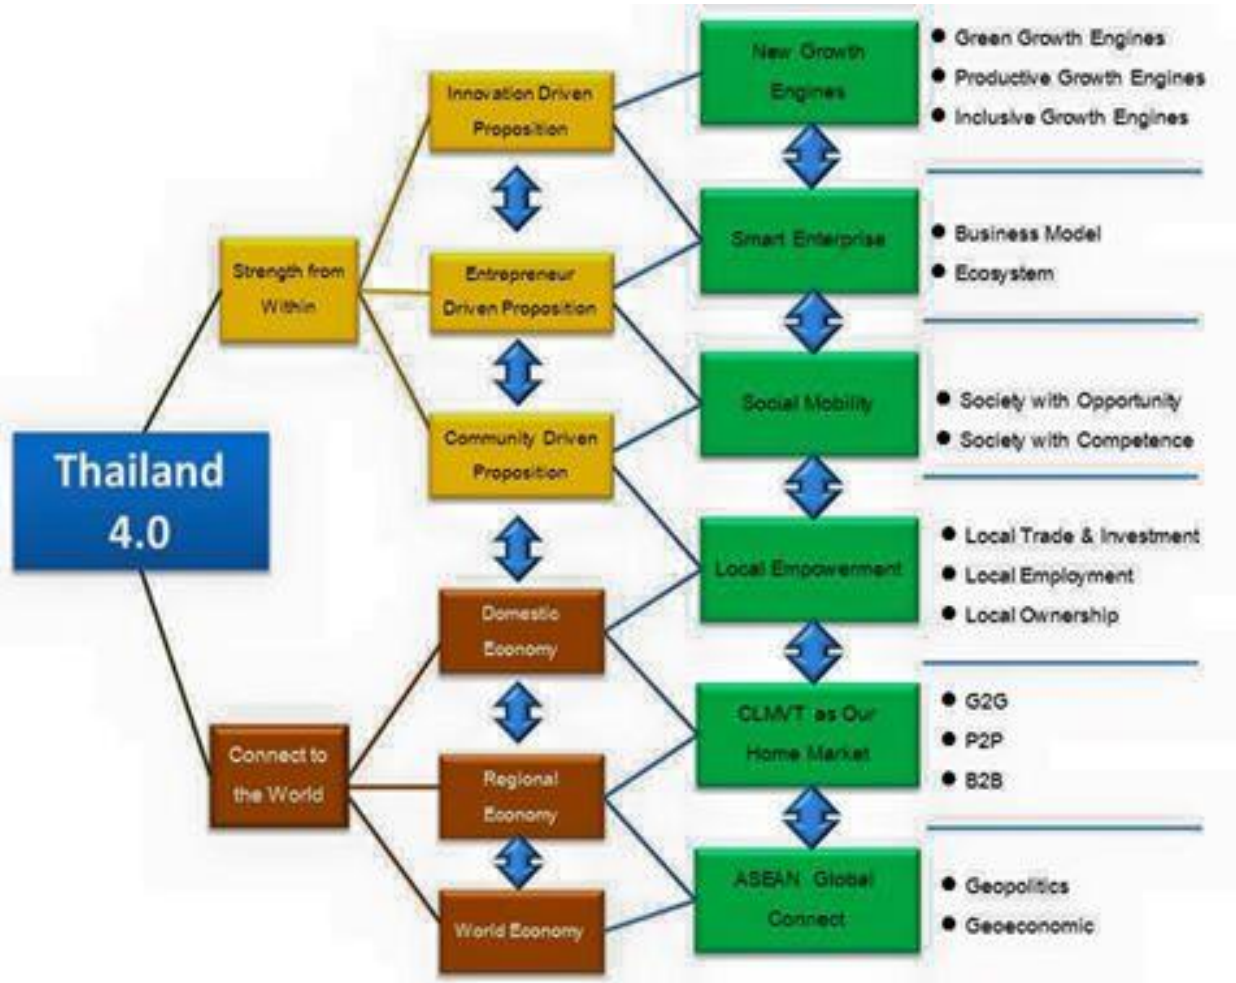 Thailand
4.0
Strength from
Within
Connect to
the World
Innovation Driven
Proposition
Entrepreneur
Driven Proposition
Community Driven
Proposition
Domestic
Economy
Regional
Economy
World Economy
New Growth
Engines
Smart Enterprise
Social Mobility
Local Empowerment
CLMVT as Our
Home Market
ASEAN Global
Connect
● Green Growth Engines
● Productive Growth Engines
● Inclusive Growth Engines
● Business Model
● Ecosystem
● Society with Opportunity
● Society with Competence
● Local Trade & Investment
● Local Employment
● Local Ownership
● G2G
● P2P
● B2B
● Geopolitics
● Geoeconomic